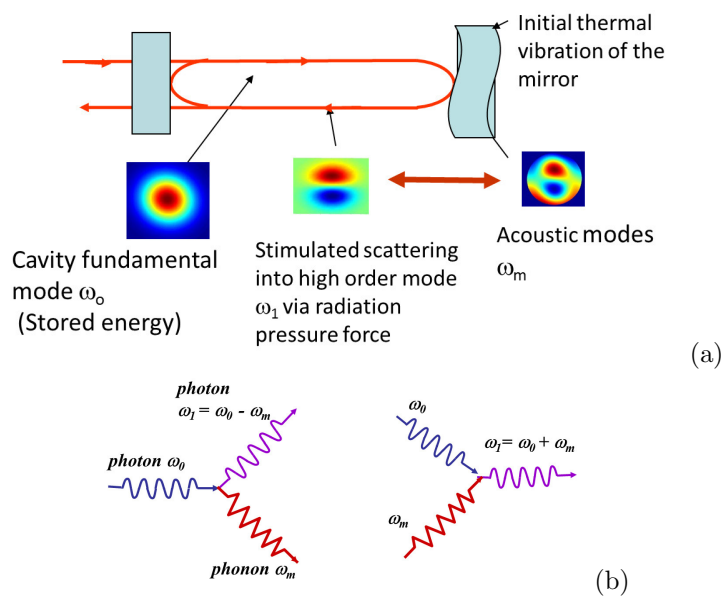 Initial thermal
vibration of the
mirror
Cavity fundamental
mode ωo
(Stored energy)
Stimulated scattering
into high order mode
ω1 via radiation
pressure force
Acoustic modes
ωm
(a)
photon
ω1 = ω0 - ωm
photon ω0
phonon ωm
ω0
ω1= ω0 + ωm
ωm
(b)